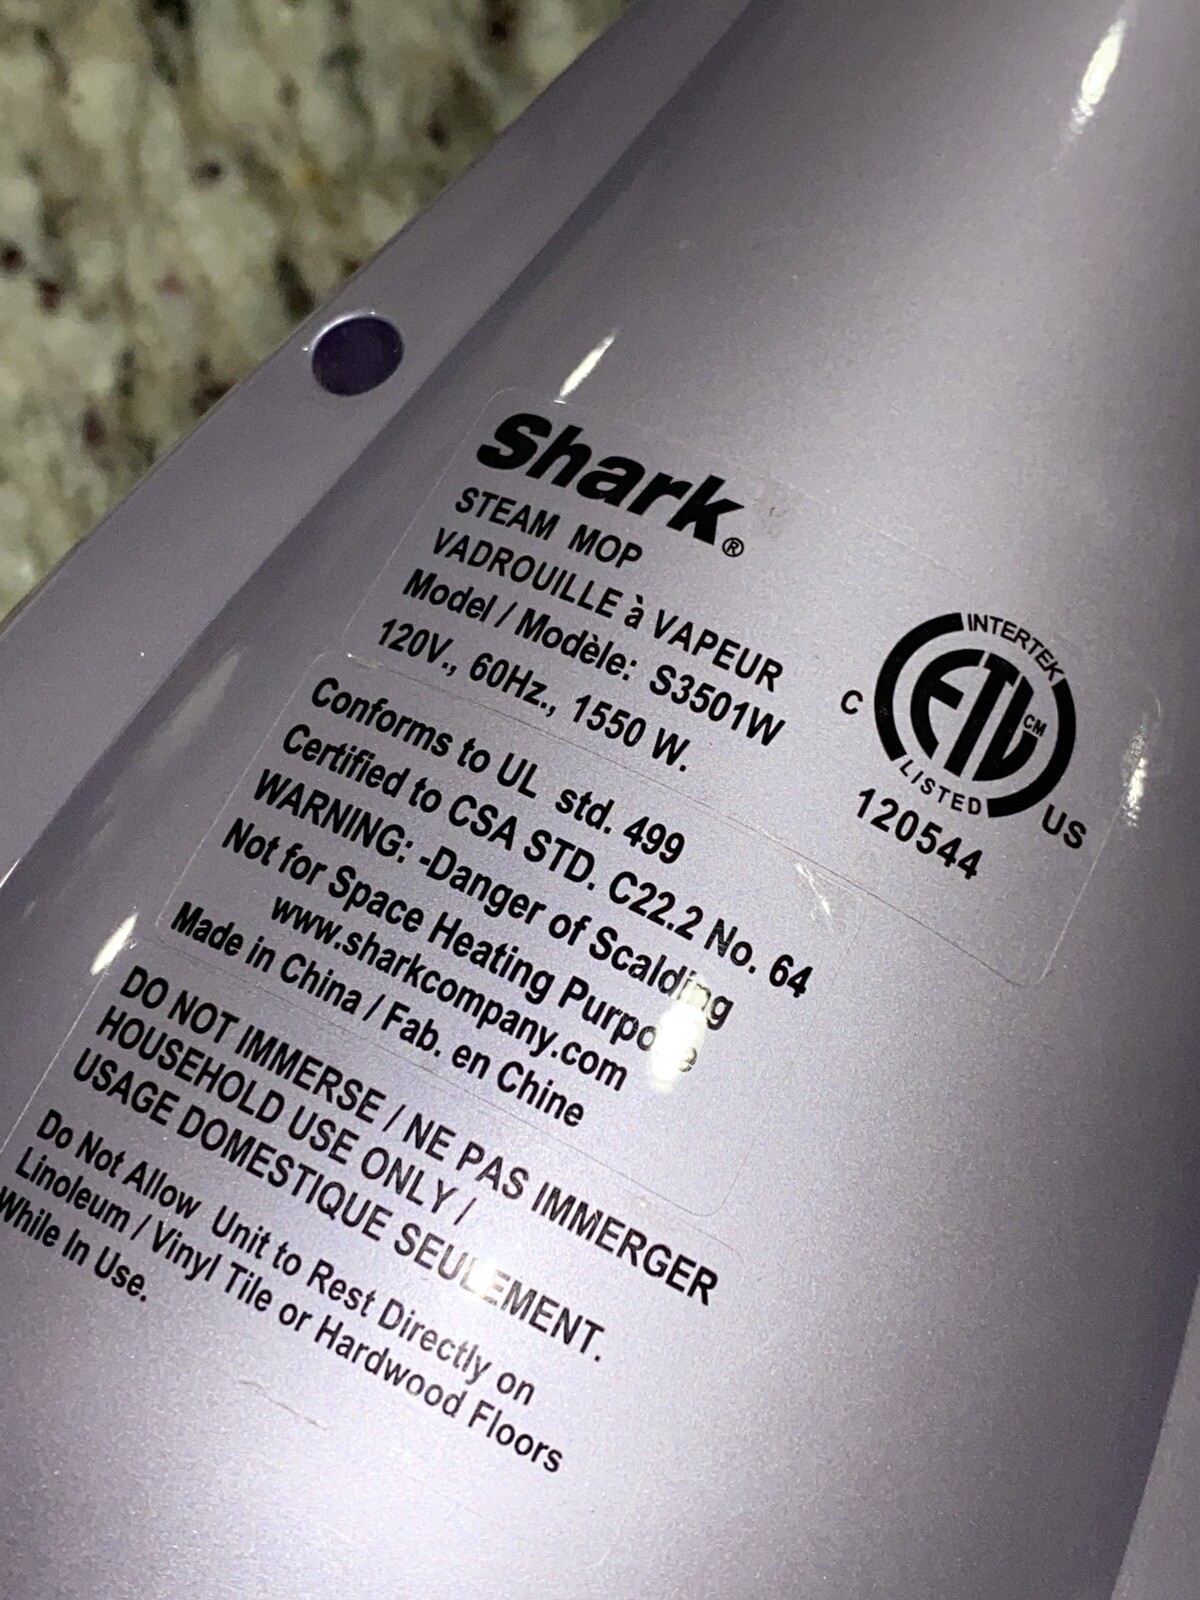 Shark®
STEAM MOP
VADROUILLE à VAPEUR
Model / Modèle: S3501W
120V., 60Hz., 1550 W.
INTERTEK
C ETL CM US
LISTED
120544
Conforms to UL std. 499
Certified to CSA STD. C22.2 No. 64
WARNING: -Danger of Scalding
Not for Space Heating Purpose
www.sharkcompany.com
Made in China / Fab. en Chine
DO NOT IMMERSE / NE PAS IMMERGER
HOUSEHOLD USE ONLY /
USAGE DOMESTIQUE SEULEMENT.
Do Not Allow Unit to Rest Directly on
Linoleum / Vinyl Tile or Hardwood Floors
While In Use.